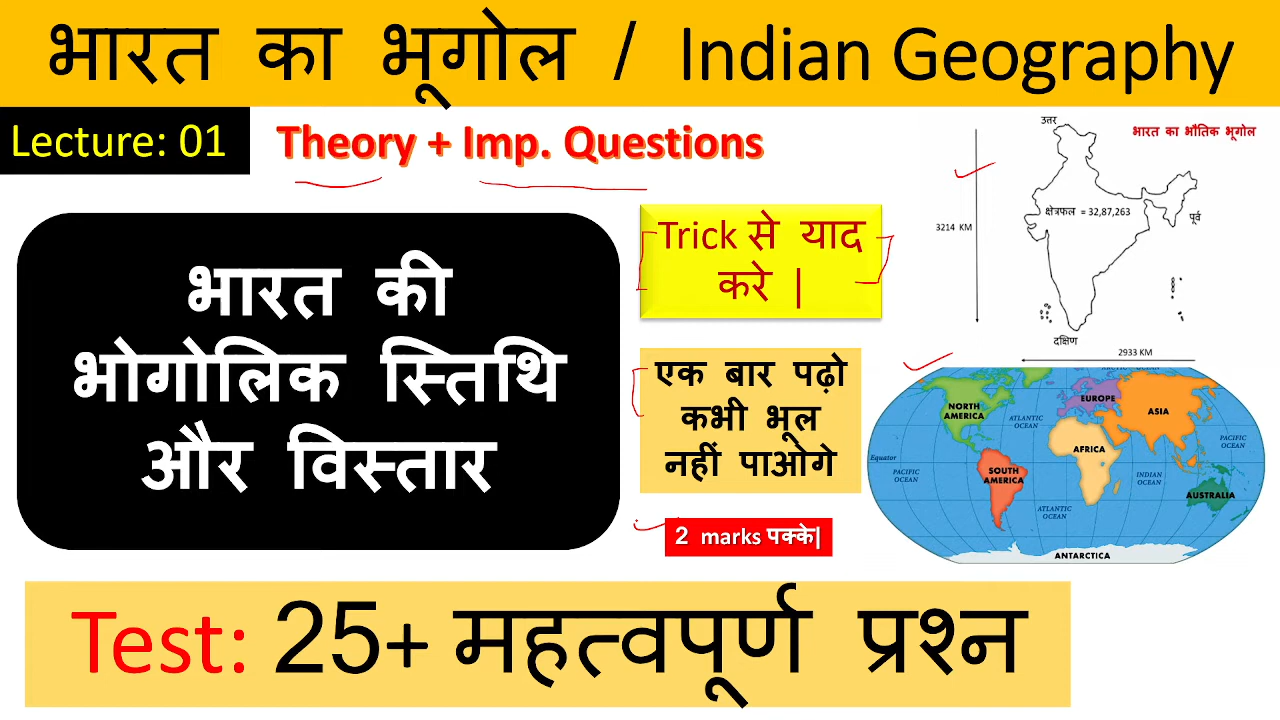 भारत का भूगोल / Indian Geography
Lecture: 01
Theory + Imp. Questions
भारत की
भोगोलिक स्तिथि
और विस्तार
Trick से याद
करे |
एक बार पढ़ो
कभी भूल
नहीं पाओगे
2 marks पक्के|
उत्तर
भारत का भौतिक भूगोल
क्षेत्रफल = 32,87,263
पूर्व
3214 KM
दक्षिण
2933 KM
ARCTIC OCEAN
NORTH
AMERICA
EUROPE
ASIA
ATLANTIC
OCEAN
PACIFIC
OCEAN
AFRICA
Equator
PACIFIC
OCEAN
SOUTH
AMERICA
INDIAN
OCEAN
AUSTRALIA
ATLANTIC
OCEAN
ANTARCTICA
Test: 25+ महत्वपूर्ण प्रश्न